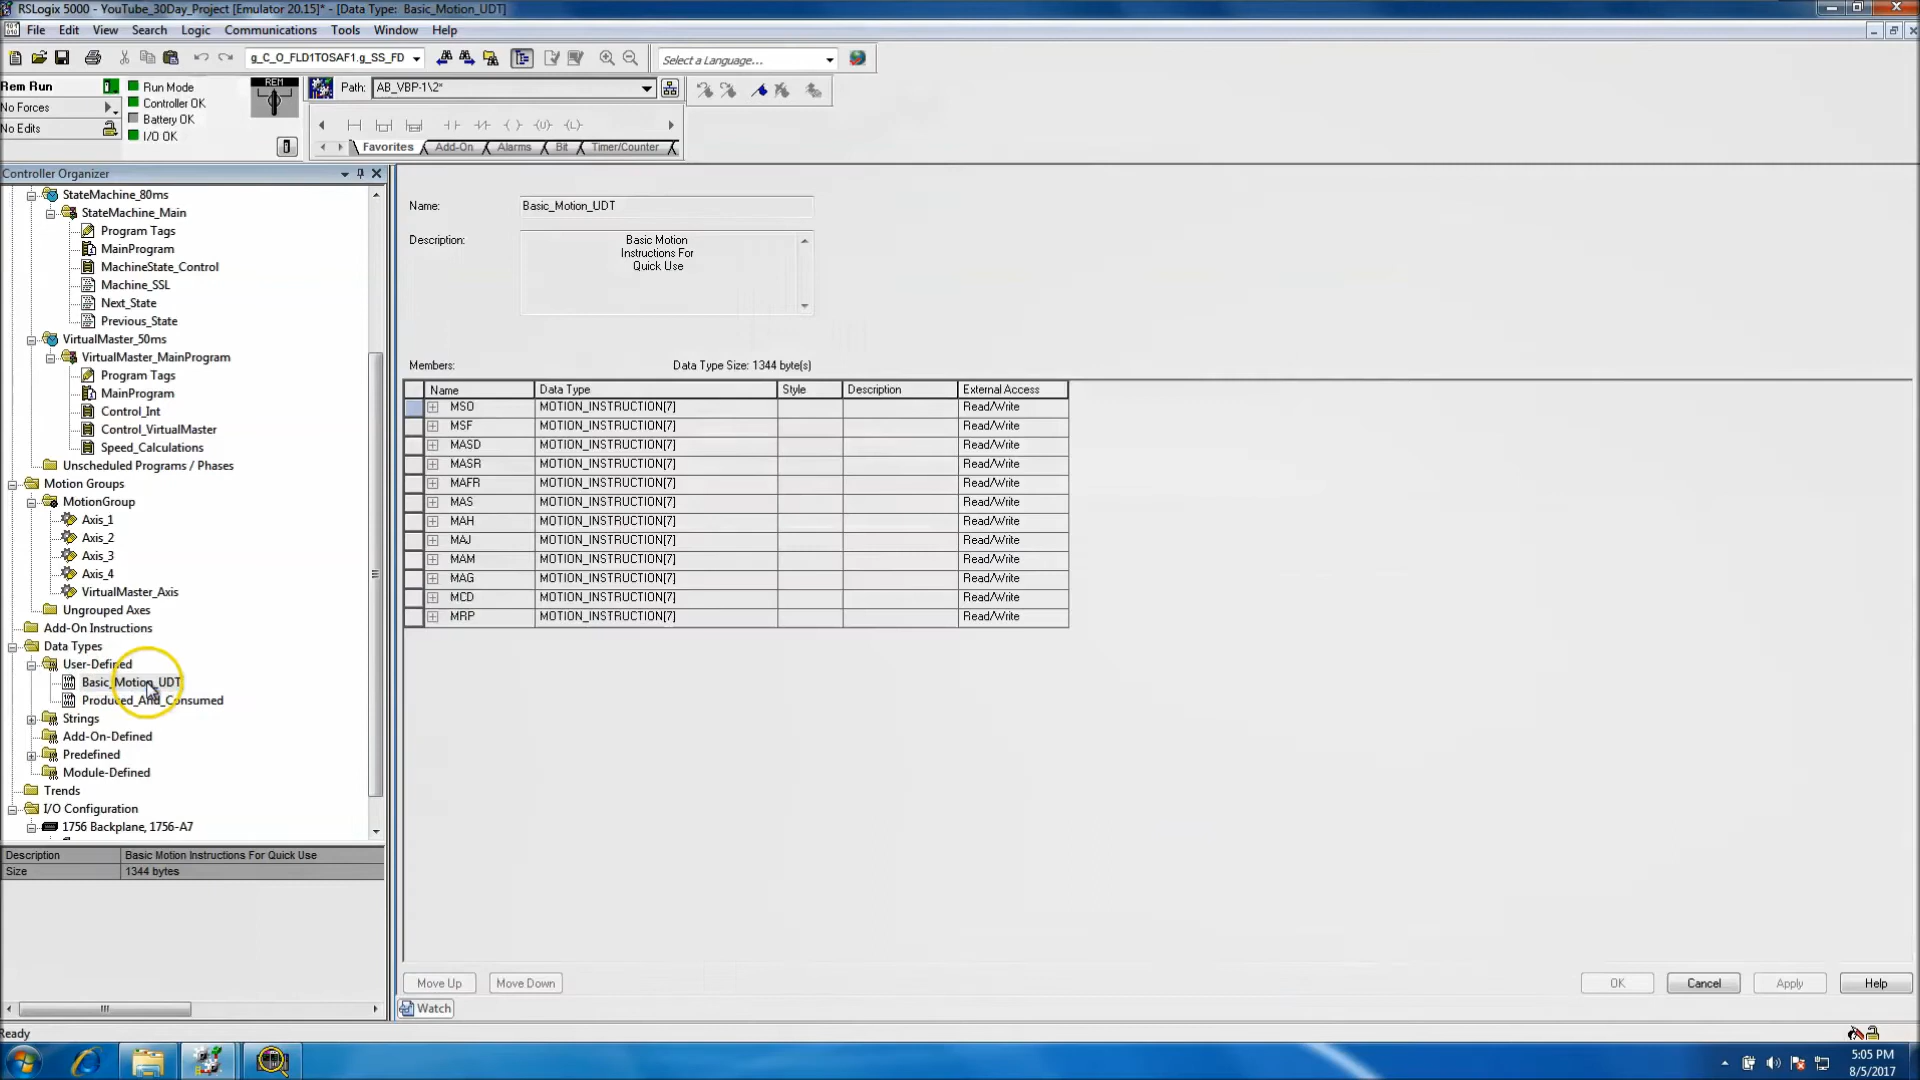 RSLogix 5000 - YouTube_30Day_Project [Emulator 20.15]* - [Data Type: Basic_Motion_UDT]
File Edit View Search Logic Communications Tools Window Help
g_C_O_FLD1TOSAF1.g_SS_FD
Select a Language...
Rem Run
No Forces
No Edits
Run Mode
Controller OK
Battery OK
I/O OK
REM
Path: AB_VBP-1\2*
Favorites Add-On Alarms Bit Timer/Counter
Controller Organizer
StateMachine_80ms
StateMachine_Main
Program Tags
MainProgram
MachineState_Control
Machine_SSL
Next_State
Previous_State
VirtualMaster_50ms
VirtualMaster_MainProgram
Program Tags
MainProgram
Control_Int
Control_VirtualMaster
Speed_Calculations
Unscheduled Programs / Phases
Motion Groups
MotionGroup
Axis_1
Axis_2
Axis_3
Axis_4
VirtualMaster_Axis
Ungrouped Axes
Add-On Instructions
Data Types
User-Defined
Basic_Motion_UDT
Produced_And_Consumed
Strings
Add-On-Defined
Predefined
Module-Defined
Trends
I/O Configuration
1756 Backplane, 1756-A7
Description Basic Motion Instructions For Quick Use
Size 1344 bytes
Name: Basic_Motion_UDT
Description: Basic Motion
Instructions For
Quick Use
Members: Data Type Size: 1344 byte(s)
Name Data Type Style Description External Access
MSO MOTION_INSTRUCTION[7] Read/Write
MSF MOTION_INSTRUCTION[7] Read/Write
MASD MOTION_INSTRUCTION[7] Read/Write
MASR MOTION_INSTRUCTION[7] Read/Write
MAFR MOTION_INSTRUCTION[7] Read/Write
MAS MOTION_INSTRUCTION[7] Read/Write
MAH MOTION_INSTRUCTION[7] Read/Write
MAJ MOTION_INSTRUCTION[7] Read/Write
MAM MOTION_INSTRUCTION[7] Read/Write
MAG MOTION_INSTRUCTION[7] Read/Write
MCD MOTION_INSTRUCTION[7] Read/Write
MRP MOTION_INSTRUCTION[7] Read/Write
Move Up Move Down OK Cancel Apply Help
Watch
Ready
5:05 PM
8/5/2017